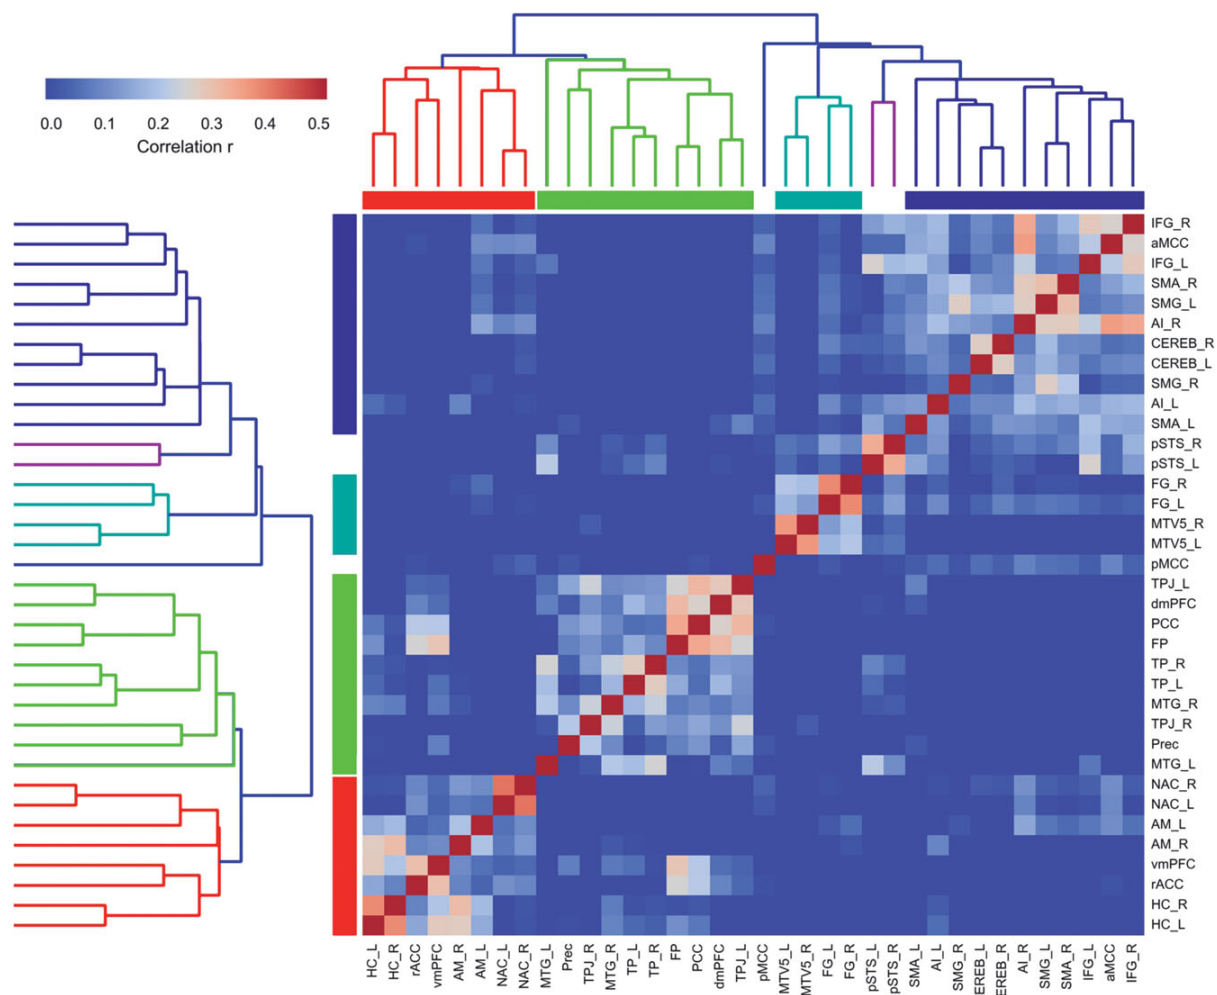 0.0 0.1 0.2 0.3 0.4 0.5
Correlation r
IFG_R
aMCC
IFG_L
SMA_R
SMG_L
AI_R
CEREB_R
CEREB_L
SMG_R
AI_L
SMA_L
pSTS_R
pSTS_L
FG_R
FG_L
MTV5_R
MTV5_L
pMCC
TPJ_L
dmPFC
PCC
FP
TP_R
TP_L
MTG_R
TPJ_R
Prec
MTG_L
NAC_R
NAC_L
AM_L
AM_R
vmPFC
rACC
HC_R
HC_L
HC_L HC_R rACC vmPFC AM_R AM_L NAC_L NAC_R MTG_L Prec TPJ_R MTG_R TP_L TP_R FP PCC dmPFC TPJ_L pMCC MTV5_L MTV5_R FG_L FG_R pSTS_L pSTS_R SMA_L AI_L SMG_R EREB_L EREB_R AI_R SMG_L SMA_R IFG_L aMCC IFG_R